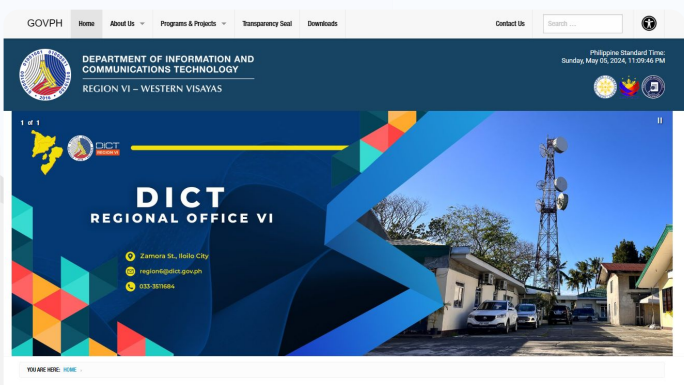 GOVPH Home About Us Programs & Projects Transparency Seal Downloads Contact Us Search ...
DEPARTMENT OF INFORMATION AND
COMMUNICATIONS TECHNOLOGY
REGION VI – WESTERN VISAYAS
Philippine Standard Time:
Sunday, May 05, 2024, 11:09:46 PM
1 of 1
DICT
REGION VI
DICT
REGIONAL OFFICE VI
Zamora St., Iloilo City
region6@dict.gov.ph
033-3511684
YOU ARE HERE: HOME